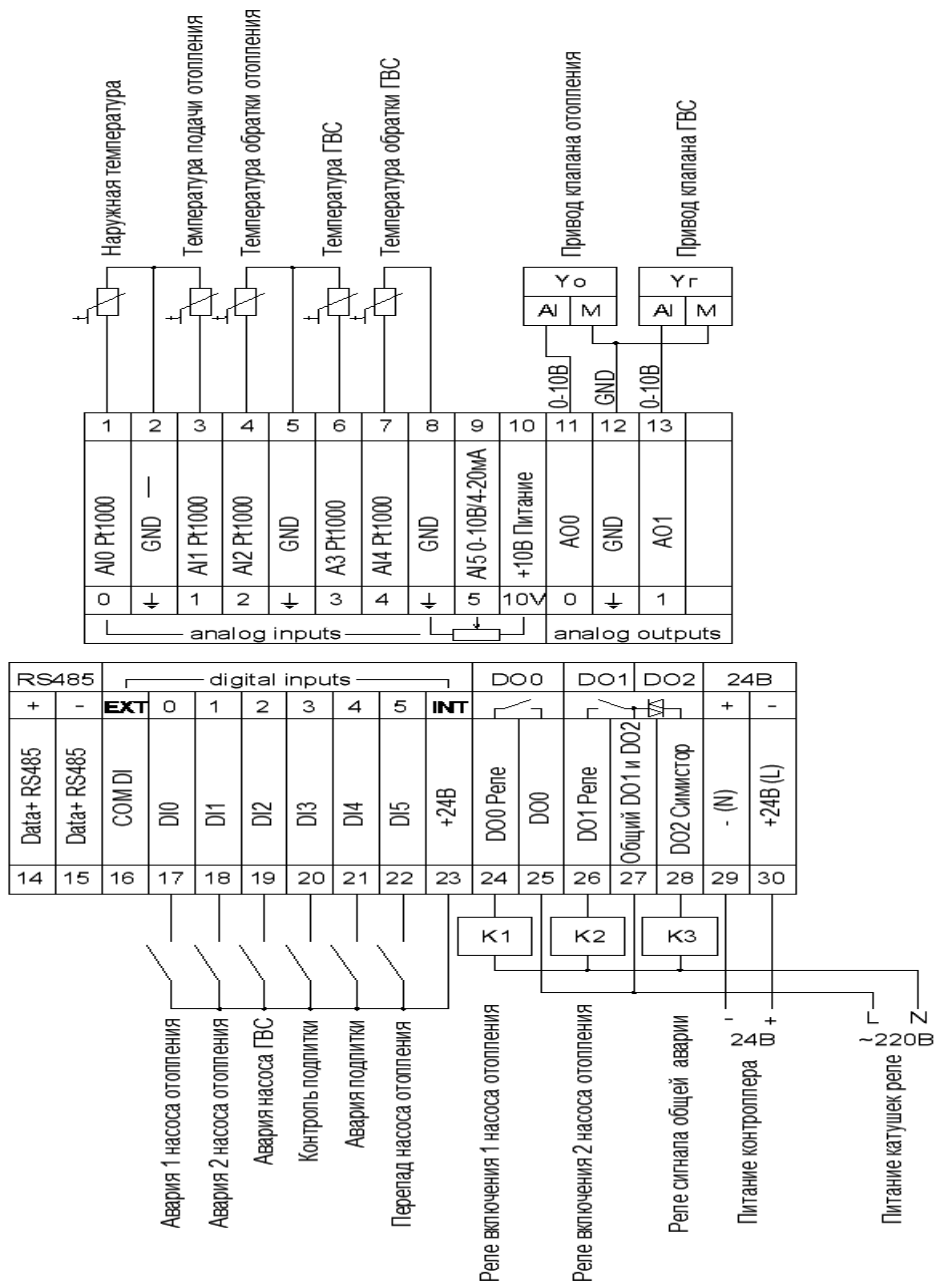 Наружная температура
Температура подачи отопления
Температура обратки отопления
Температура ГВС
Температура обратки ГВС
Привод клапана отопления
Привод клапана ГВС
Yо
Yг
AI
M
AI
M
0-10В
GND
0-10В
1
2
3
4
5
6
7
8
9
10
11
12
13
AI0 Pt1000
GND —
AI1 Pt1000
AI2 Pt1000
GND
A3 Pt1000
AI4 Pt1000
GND
AI5 0-10В/4-20мА
+10В Питание
AO0
GND
AO1
0
1
2
3
4
5
10V
0
1
analog inputs
analog outputs
RS485
digital inputs
DO0
DO1
DO2
24В
+
-
EXT
0
1
2
3
4
5
INT
+
-
Data+ RS485
Data+ RS485
COM DI
DI0
DI1
DI2
DI3
DI4
DI5
+24В
DO0 Реле
DO0
DO1 Реле
Общий DO1 и DO2
DO2 Симистор
- (N)
+24В (L)
14
15
16
17
18
19
20
21
22
23
24
25
26
27
28
29
30
K1
K2
K3
-
+
24В
L
N
~220В
Авария 1 насоса отопления
Авария 2 насоса отопления
Авария насоса ГВС
Контроль подпитки
Авария подпитки
Перепад насоса отопления
Реле включения 1 насоса отопления
Реле включения 2 насоса отопления
Реле сигнала общей аварии
Питание контроллера
Питание катушек реле